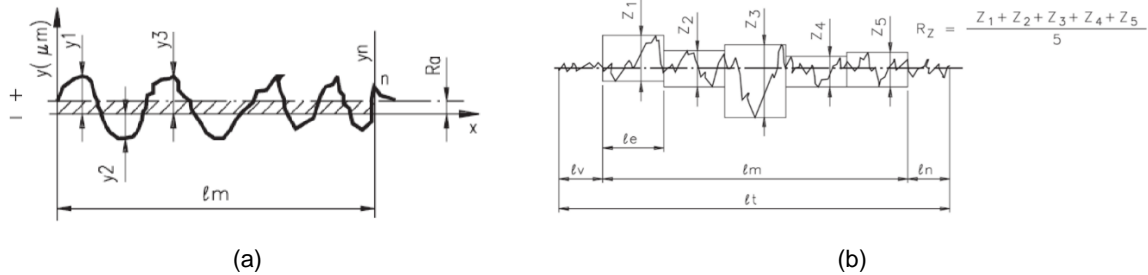 y( μm)
y1
y3
yn
n
Ra
+
x
y2
ℓm
(a)
Z1
Z2
Z3
Z4
Z5
RZ = Z1 + Z2 + Z3 + Z4 + Z5
5
ℓe
ℓv
ℓm
ℓn
ℓt
(b)